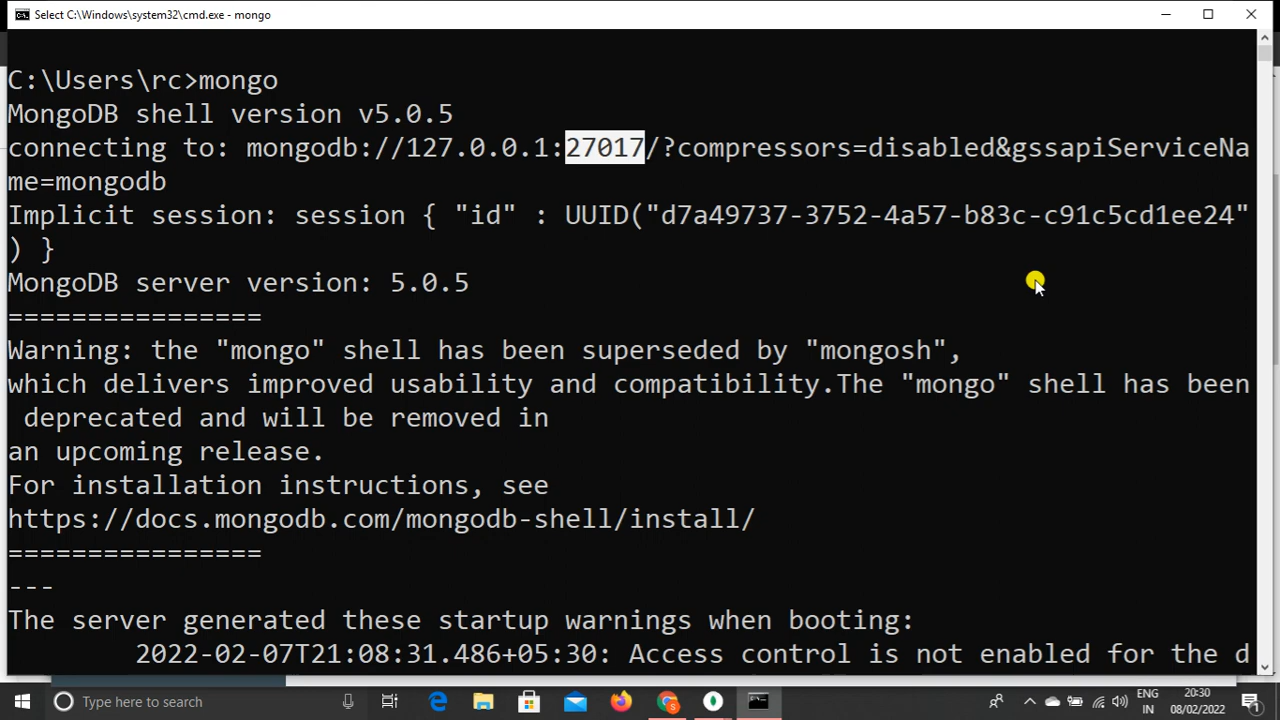 Select C:\Windows\system32\cmd.exe - mongo
C:\Users\rc>mongo
MongoDB shell version v5.0.5
connecting to: mongodb://127.0.0.1:27017/?compressors=disabled&gssapiServiceNa
me=mongodb
Implicit session: session { "id" : UUID("d7a49737-3752-4a57-b83c-c91c5cd1ee24"
) }
MongoDB server version: 5.0.5
================
Warning: the "mongo" shell has been superseded by "mongosh",
which delivers improved usability and compatibility.The "mongo" shell has been
 deprecated and will be removed in
an upcoming release.
For installation instructions, see
https://docs.mongodb.com/mongodb-shell/install/
================
---
The server generated these startup warnings when booting:
        2022-02-07T21:08:31.486+05:30: Access control is not enabled for the d
Type here to search
ENG
IN
20:30
08/02/2022
1